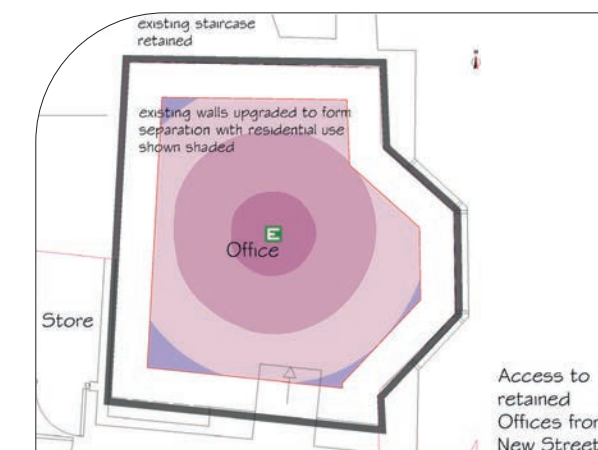 existing staircase
retained
N
existing walls upgraded to form
separation with residential use
shown shaded
E
Office
Store
Access to
retained
Offices from
New Street
4